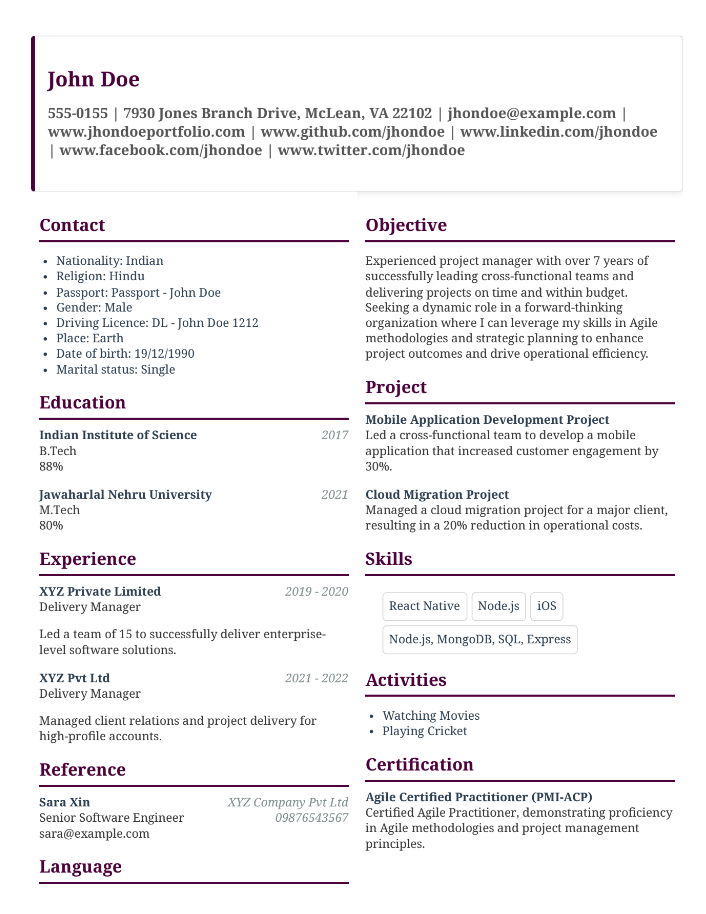 John Doe
555-0155 | 7930 Jones Branch Drive, McLean, VA 22102 | jhondoe@example.com |
www.jhondoeportfolio.com | www.github.com/jhondoe | www.linkedin.com/jhondoe
| www.facebook.com/jhondoe | www.twitter.com/jhondoe
Contact
• Nationality: Indian
• Religion: Hindu
• Passport: Passport - John Doe
• Gender: Male
• Driving Licence: DL - John Doe 1212
• Place: Earth
• Date of birth: 19/12/1990
• Marital status: Single
Education
Indian Institute of Science 2017
B.Tech
88%
Jawaharlal Nehru University 2021
M.Tech
80%
Experience
XYZ Private Limited 2019 - 2020
Delivery Manager
Led a team of 15 to successfully deliver enterprise-
level software solutions.
XYZ Pvt Ltd 2021 - 2022
Delivery Manager
Managed client relations and project delivery for
high-profile accounts.
Reference
Sara Xin XYZ Company Pvt Ltd
Senior Software Engineer 09876543567
sara@example.com
Language
Objective
Experienced project manager with over 7 years of
successfully leading cross-functional teams and
delivering projects on time and within budget.
Seeking a dynamic role in a forward-thinking
organization where I can leverage my skills in Agile
methodologies and strategic planning to enhance
project outcomes and drive operational efficiency.
Project
Mobile Application Development Project
Led a cross-functional team to develop a mobile
application that increased customer engagement by
30%.
Cloud Migration Project
Managed a cloud migration project for a major client,
resulting in a 20% reduction in operational costs.
Skills
React Native Node.js iOS
Node.js, MongoDB, SQL, Express
Activities
• Watching Movies
• Playing Cricket
Certification
Agile Certified Practitioner (PMI-ACP)
Certified Agile Practitioner, demonstrating proficiency
in Agile methodologies and project management
principles.